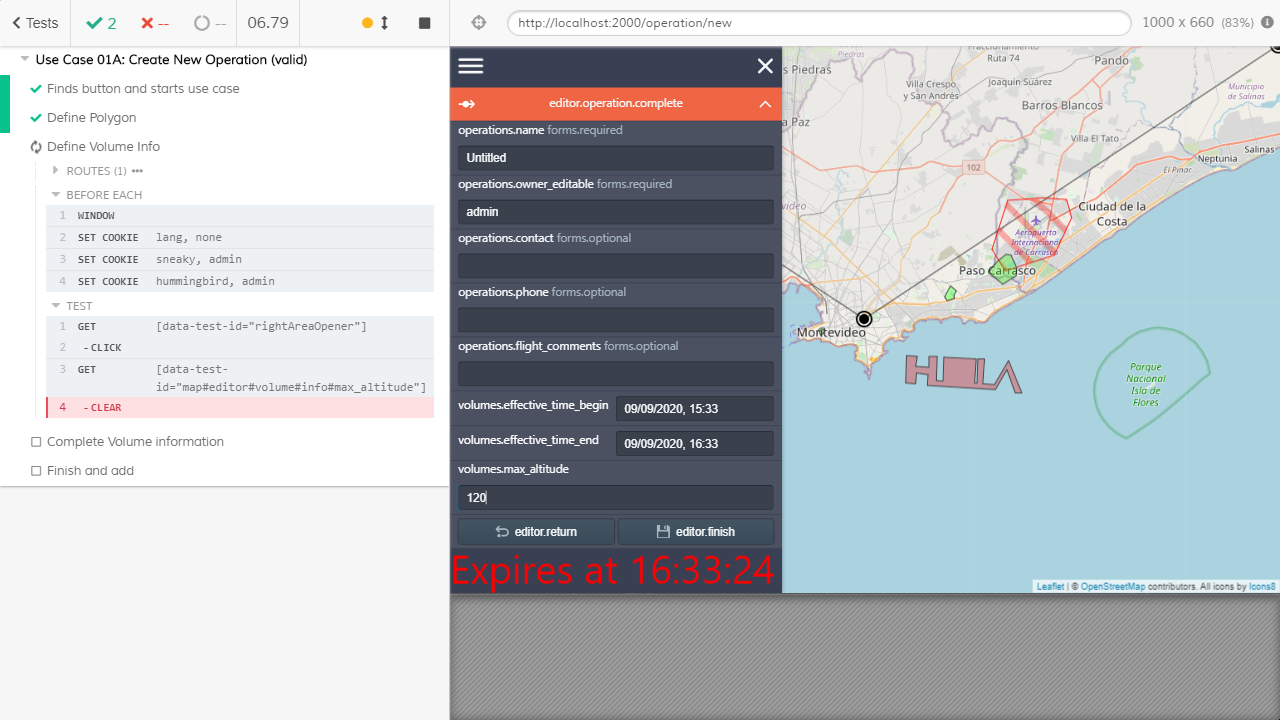 Tests
2
--
--
06.79
http://localhost:2000/operation/new
1000 x 660 (83%)
Use Case 01A: Create New Operation (valid)
Finds button and starts use case
Define Polygon
Define Volume Info
ROUTES (1)
BEFORE EACH
1 WINDOW
2 SET COOKIE lang, none
3 SET COOKIE sneaky, admin
4 SET COOKIE hummingbird, admin
TEST
1 GET [data-test-id="rightAreaOpener"]
2 -CLICK
3 GET [data-test-
id="map#editor#volume#info#max_altitude"]
4 -CLEAR
Complete Volume information
Finish and add
editor.operation.complete
operations.name forms.required
Untitled
operations.owner_editable forms.required
admin
operations.contact forms.optional
operations.phone forms.optional
operations.flight_comments forms.optional
volumes.effective_time_begin 09/09/2020, 15:33
volumes.effective_time_end 09/09/2020, 16:33
volumes.max_altitude
120
editor.return
editor.finish
Expires at 16:33:24
Piedras
Fraccionamiento
Ruta 74
Pando
s Piedras
Villa Crespo
y San Andrés
Joaquín Suárez
Municipio
de Salinas
Barros Blancos
a Paz
Villa El Tato
Salinas
Neptunia
El Pinar
102
Ciudad de la
Costa
Aeropuerto
Internacional
de Carrasco
Paso Carrasco
Montevideo
Parque
Nacional
Isla de
Flores
Leaflet | © OpenStreetMap contributors. All icons by Icons8